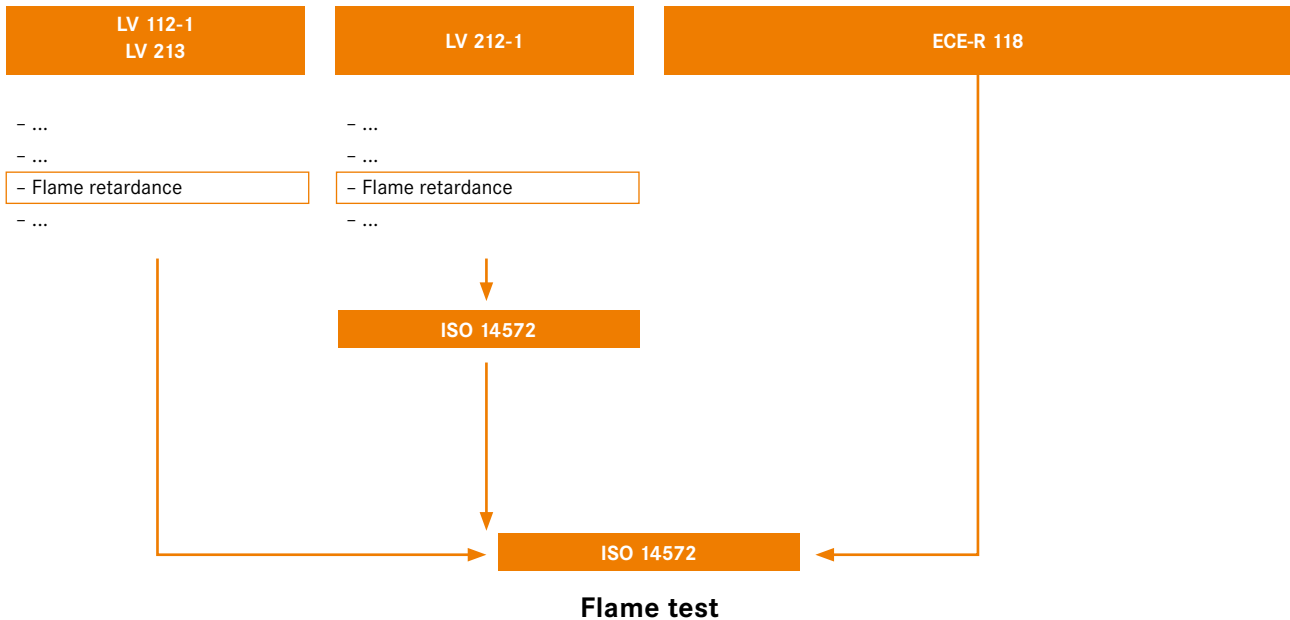 LV 112-1
LV 213
LV 212-1
ECE-R 118
– ...
– ...
– Flame retardance
– ...
– ...
– ...
– Flame retardance
– ...
ISO 14572
ISO 14572
Flame test